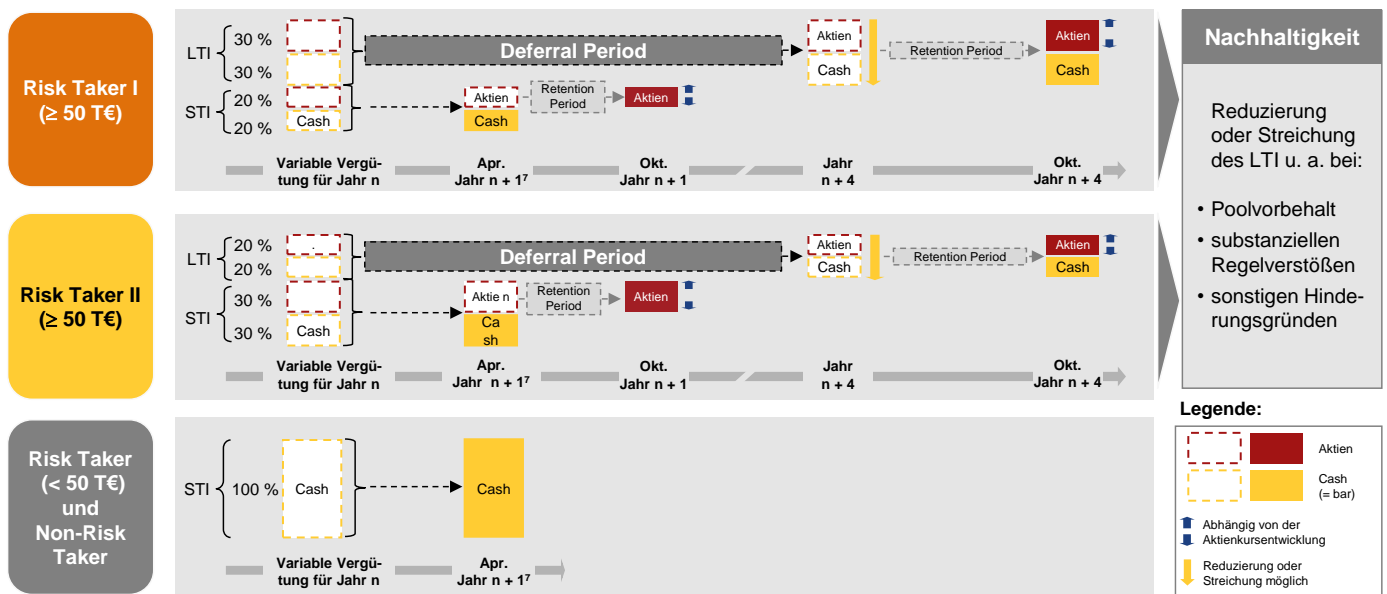 Risk Taker I
(≥ 50 T€)
LTI
30 %
30 %
STI
20 %
20 %
Cash
Deferral Period
Aktien
Cash
Retention
Period
Aktien
Aktien
Cash
Retention Period
Aktien
Cash
Variable Vergü-
tung für Jahr n
Apr.
Jahr n + 1⁷
Okt.
Jahr n + 1
Jahr
n + 4
Okt.
Jahr n + 4
Risk Taker II
(≥ 50 T€)
LTI
20 %
20 %
STI
30 %
30 %
.
Cash
Deferral Period
Aktie n
Ca
sh
Retention
Period
Aktien
Aktien
Cash
Retention Period
Aktien
Cash
Variable Vergü-
tung für Jahr n
Apr.
Jahr n + 1⁷
Okt.
Jahr n + 1
Jahr
n + 4
Okt.
Jahr n + 4
Risk Taker
(< 50 T€)
und
Non-Risk
Taker
STI
100 %
Cash
Cash
Variable Vergü-
tung für Jahr n
Apr.
Jahr n + 1⁷
Nachhaltigkeit
Reduzierung
oder Streichung
des LTI u. a. bei:
• Poolvorbehalt
• substanziellen
Regelverstößen
• sonstigen Hinde-
rungsgründen
Legende:
Aktien
Cash
(= bar)
Abhängig von der
Aktienkursentwicklung
Reduzierung oder
Streichung möglich